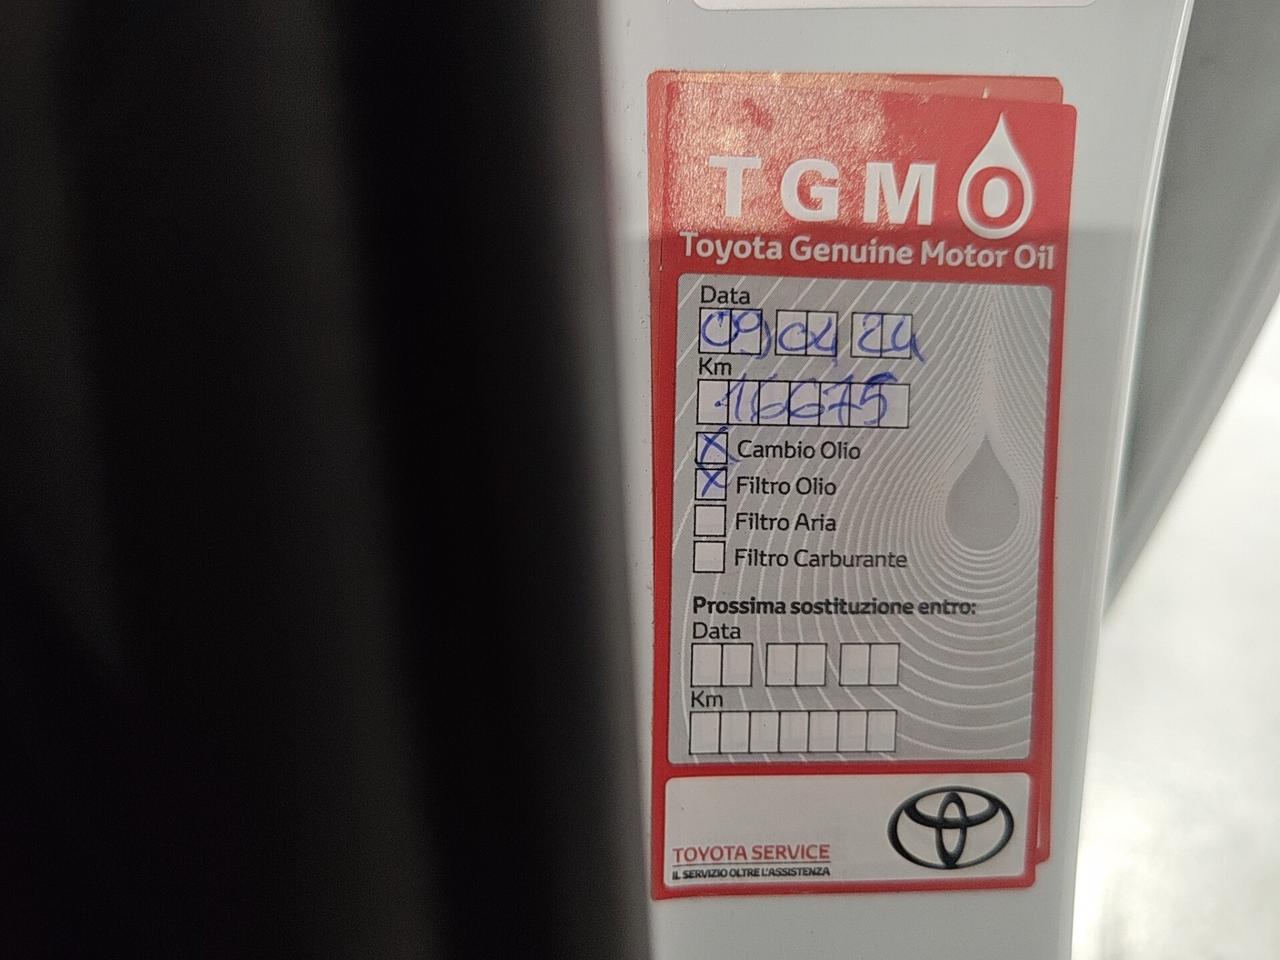 TGMO
Toyota Genuine Motor Oil
Data
09 04 24
Km
16675
X Cambio Olio
X Filtro Olio
Filtro Aria
Filtro Carburante
Prossima sostituzione entro:
Data
Km
TOYOTA SERVICE
IL SERVIZIO OLTRE L'ASSISTENZA